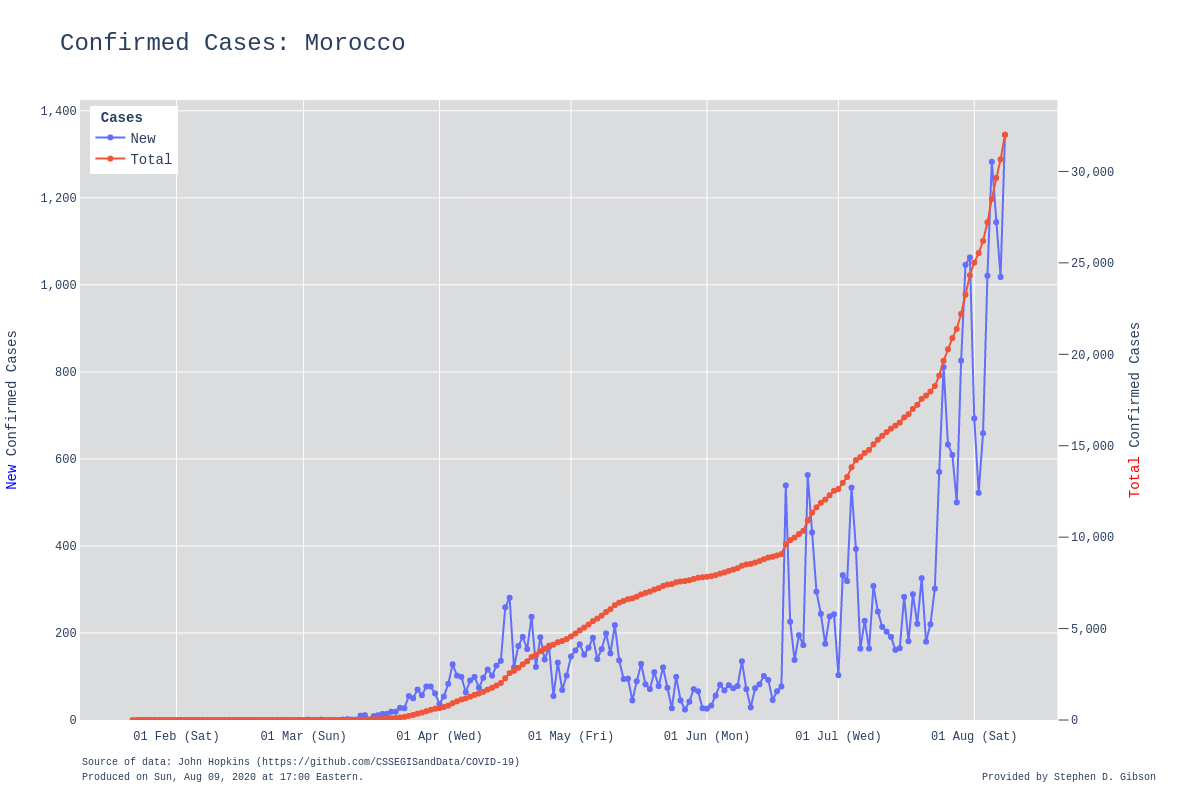 Confirmed Cases: Morocco
Cases
New
Total
1,400
1,200
1,000
800
600
400
200
0
30,000
25,000
20,000
15,000
10,000
5,000
0
New Confirmed Cases
Total Confirmed Cases
01 Feb (Sat) 01 Mar (Sun) 01 Apr (Wed) 01 May (Fri) 01 Jun (Mon) 01 Jul (Wed) 01 Aug (Sat)
Source of data: John Hopkins (https://github.com/CSSEGISandData/COVID-19)
Produced on Sun, Aug 09, 2020 at 17:00 Eastern.
Provided by Stephen D. Gibson